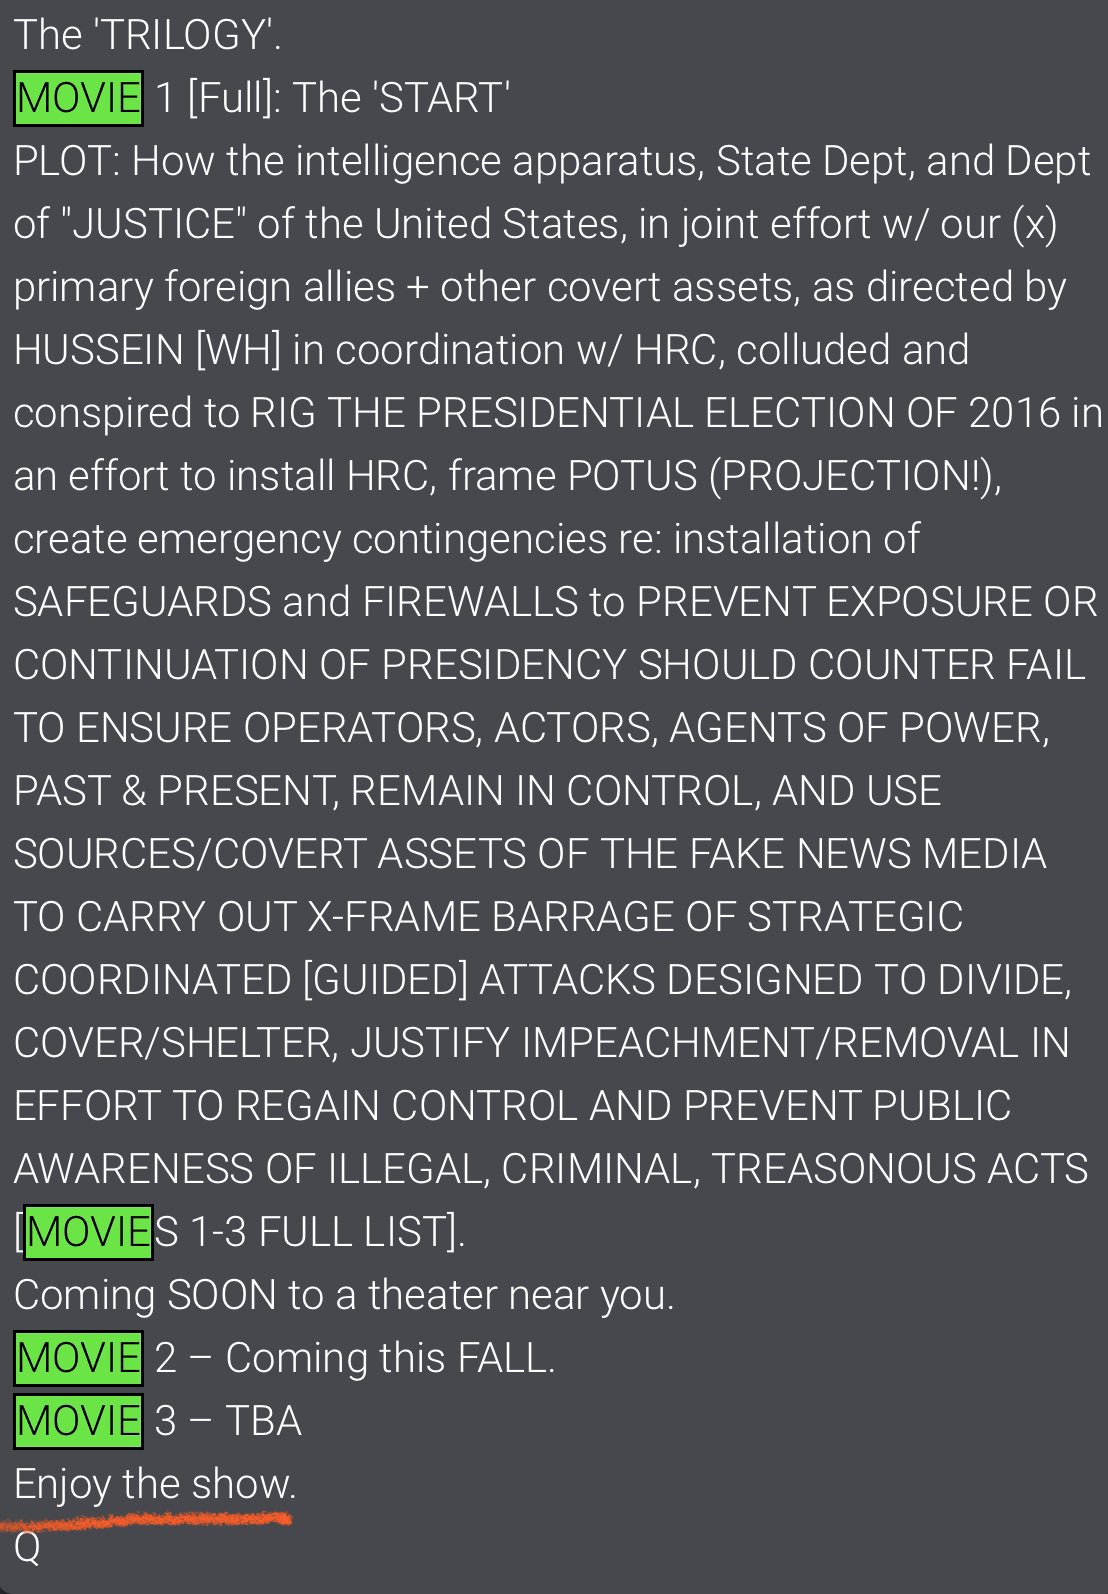 The 'TRILOGY'.
MOVIE 1 [Full]: The 'START'
PLOT: How the intelligence apparatus, State Dept, and Dept
of "JUSTICE" of the United States, in joint effort w/ our (x)
primary foreign allies + other covert assets, as directed by
HUSSEIN [WH] in coordination w/ HRC, colluded and
conspired to RIG THE PRESIDENTIAL ELECTION OF 2016 in
an effort to install HRC, frame POTUS (PROJECTION!),
create emergency contingencies re: installation of
SAFEGUARDS and FIREWALLS to PREVENT EXPOSURE OR
CONTINUATION OF PRESIDENCY SHOULD COUNTER FAIL
TO ENSURE OPERATORS, ACTORS, AGENTS OF POWER,
PAST & PRESENT, REMAIN IN CONTROL, AND USE
SOURCES/COVERT ASSETS OF THE FAKE NEWS MEDIA
TO CARRY OUT X-FRAME BARRAGE OF STRATEGIC
COORDINATED [GUIDED] ATTACKS DESIGNED TO DIVIDE,
COVER/SHELTER, JUSTIFY IMPEACHMENT/REMOVAL IN
EFFORT TO REGAIN CONTROL AND PREVENT PUBLIC
AWARENESS OF ILLEGAL, CRIMINAL, TREASONOUS ACTS
[MOVIES 1-3 FULL LIST].
Coming SOON to a theater near you.
MOVIE 2 – Coming this FALL.
MOVIE 3 – TBA
Enjoy the show.
Q